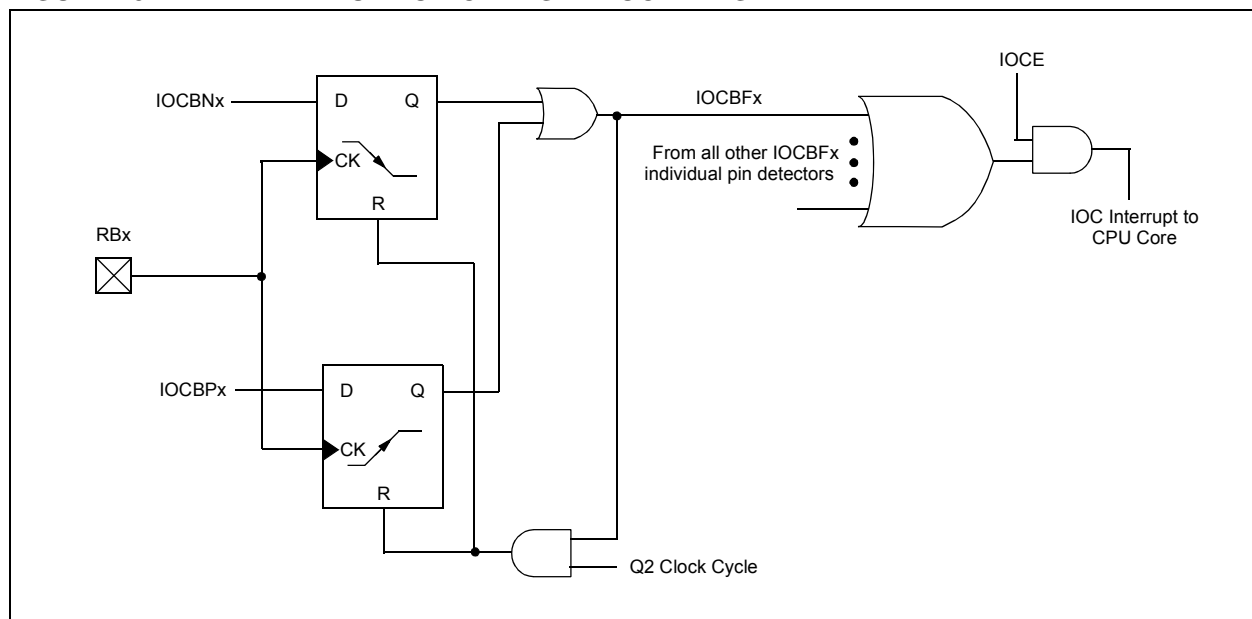 IOCE
IOCBNx
D
Q
IOCBFx
CK
From all other IOCBFx
individual pin detectors
R
IOC Interrupt to
CPU Core
RBx
IOCBPx
D
Q
CK
R
Q2 Clock Cycle